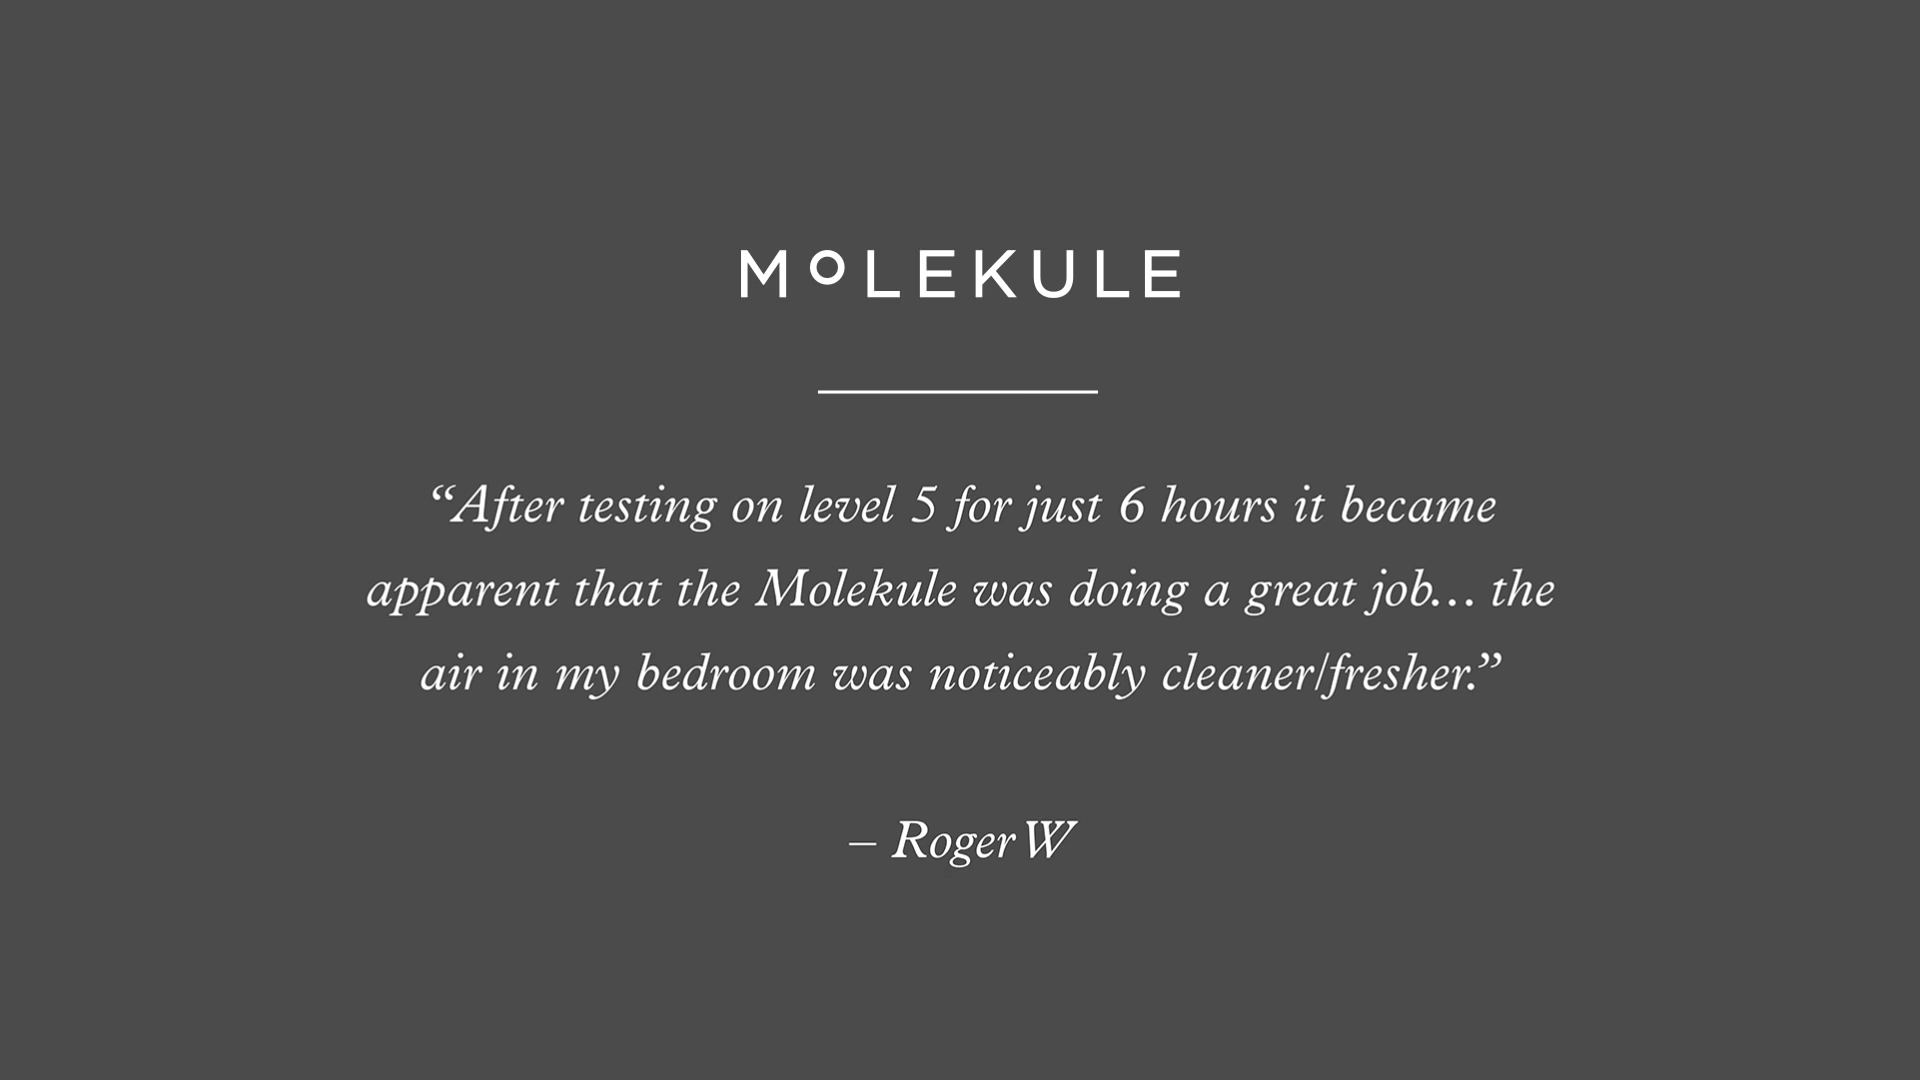 MOLEKULE
“After testing on level 5 for just 6 hours it became
apparent that the Molekule was doing a great job… the
air in my bedroom was noticeably cleaner/fresher.”
– Roger W